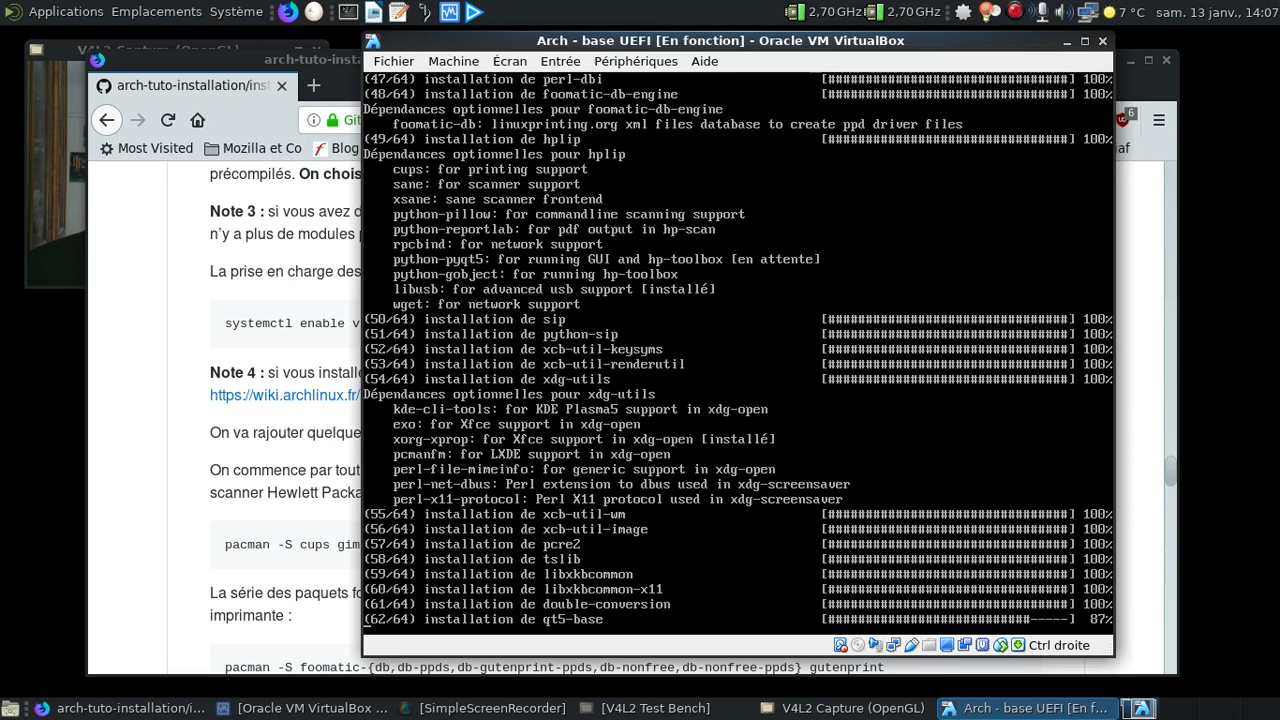 Applications Emplacements Système
2,70 GHz 2,70 GHz
7 °C sam. 13 janv., 14:07
V4L2 Capture (OpenGL)
arch-tuto-insta
arch-tuto-installation/inst
Git
Most Visited
Mozilla et Co
Blog
af
6
précompilés. On chois
Note 3 : si vous avez d
n'y a plus de modules p
La prise en charge des
systemctl enable v
Note 4 : si vous installe
https://wiki.archlinux.fr/
On va rajouter quelque
On commence par tout
scanner Hewlett Packa
pacman -S cups gim
La série des paquets fo
imprimante :
pacman -S foomatic-{db,db-ppds,db-gutenprint-ppds,db-nonfree,db-nonfree-ppds} gutenprint
Arch - base UEFI [En fonction] - Oracle VM VirtualBox
Fichier Machine Écran Entrée Périphériques Aide
(47/64) installation de perl-dbi [################################] 100%
(48/64) installation de foomatic-db-engine [################################] 100%
Dépendances optionnelles pour foomatic-db-engine
foomatic-db: linuxprinting.org xml files database to create ppd driver files
(49/64) installation de hplip [################################] 100%
Dépendances optionnelles pour hplip
cups: for printing support
sane: for scanner support
xsane: sane scanner frontend
python-pillow: for commandline scanning support
python-reportlab: for pdf output in hp-scan
rpcbind: for network support
python-pyqt5: for running GUI and hp-toolbox [en attente]
python-gobject: for running hp-toolbox
libusb: for advanced usb support [installé]
wget: for network support
(50/64) installation de sip [################################] 100%
(51/64) installation de python-sip [################################] 100%
(52/64) installation de xcb-util-keysyms [################################] 100%
(53/64) installation de xcb-util-renderutil [################################] 100%
(54/64) installation de xdg-utils [################################] 100%
Dépendances optionnelles pour xdg-utils
kde-cli-tools: for KDE Plasma5 support in xdg-open
exo: for Xfce support in xdg-open
xorg-xprop: for Xfce support in xdg-open [installé]
pcmanfm: for LXDE support in xdg-open
perl-file-mimeinfo: for generic support in xdg-open
perl-net-dbus: Perl extension to dbus used in xdg-screensaver
perl-x11-protocol: Perl X11 protocol used in xdg-screensaver
(55/64) installation de xcb-util-wm [################################] 100%
(56/64) installation de xcb-util-image [################################] 100%
(57/64) installation de pcre2 [################################] 100%
(58/64) installation de tslib [################################] 100%
(59/64) installation de libxkbcommon [################################] 100%
(60/64) installation de libxkbcommon-x11 [################################] 100%
(61/64) installation de double-conversion [################################] 100%
(62/64) installation de qt5-base [###########################-----] 87%
Ctrl droite
arch-tuto-installation/i...
[Oracle VM VirtualBox ...
[SimpleScreenRecorder]
[V4L2 Test Bench]
V4L2 Capture (OpenGL)
Arch - base UEFI [En f...